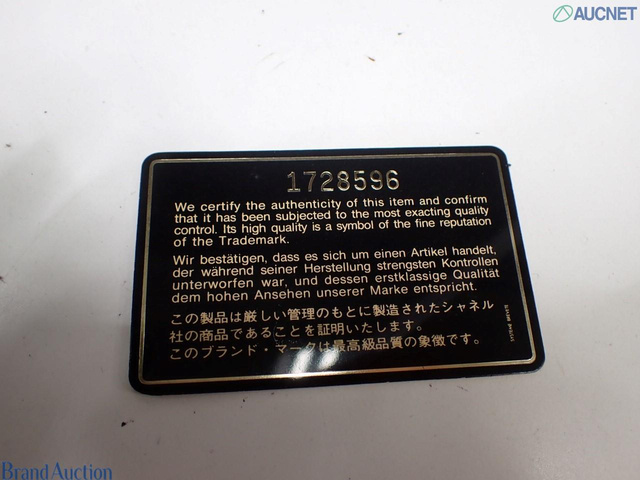 AUCNET
1728596
We certify the authenticity of this item and confirm
that it has been subjected to the most exacting quality
control. Its high quality is a symbol of the fine reputation
of the Trademark.
Wir bestätigen, dass es sich um einen Artikel handelt,
der während seiner Herstellung strengsten Kontrollen
unterworfen war, und dessen erstklassige Qualität
dem hohen Ansehen unserer Marke entspricht.
この製品は厳しい管理のもとに製造されたシャネル
社の商品であることを証明いたします。
このブランド・マークは最高級品質の象徴です。
BrandAuction